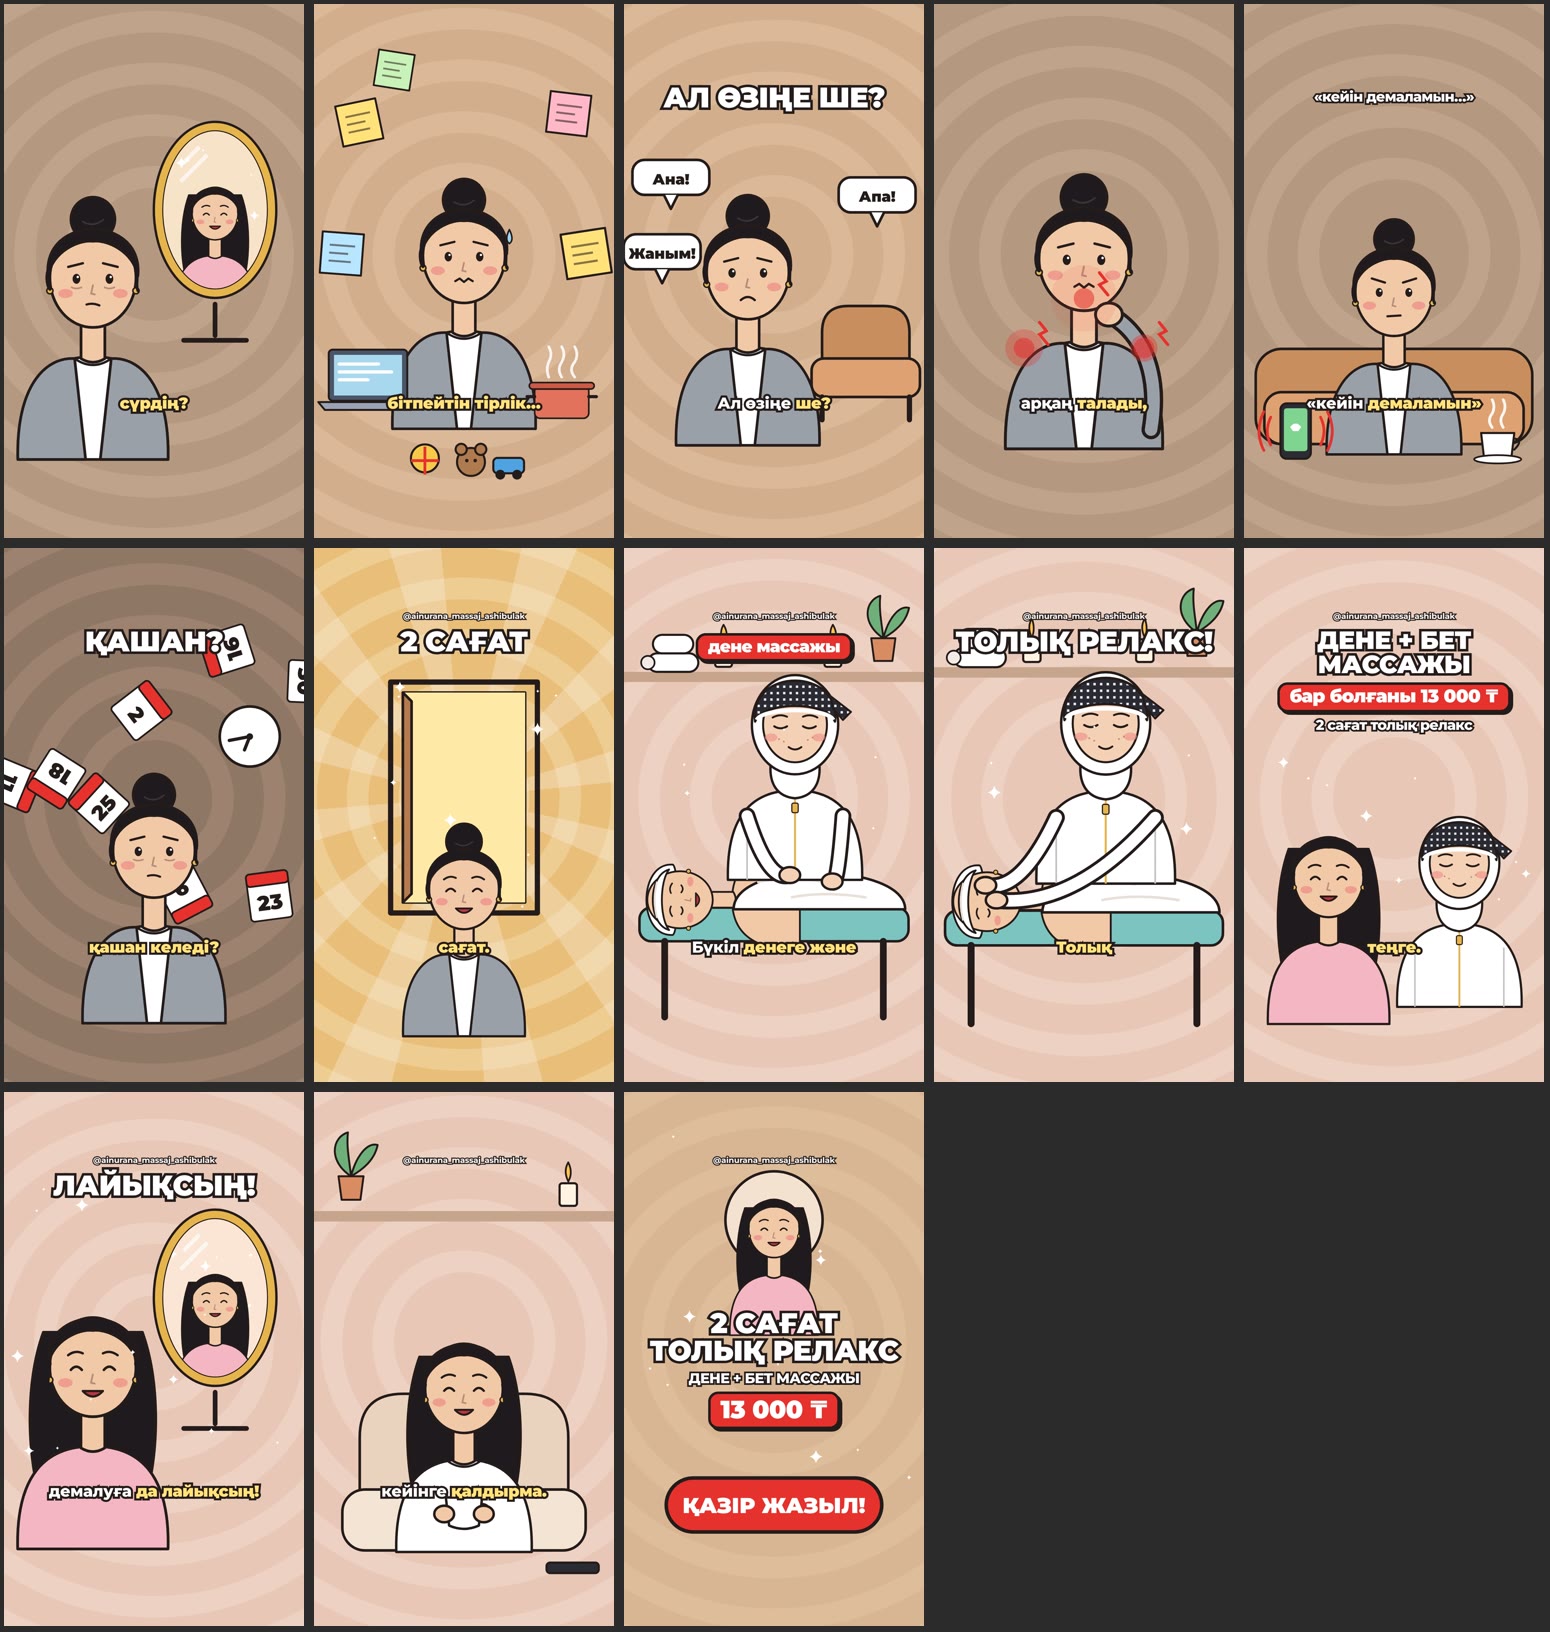 сүрдің?
бітпейтін тірлік...
АЛ ӨЗІҢЕ ШЕ?
Ана!
Апа!
Жаным!
Ал өзіңе ше?
арқаң талады,
«кейін демаламын...»
«кейін демаламын»
ҚАШАН?
16
30
2
18
11
25
9
23
қашан келеді?
@ainurana_massaj_ashibulak
2 САҒАТ
сағат.
@ainurana_massaj_ashibulak
дене массажы
Бүкіл денеге және
@ainurana_massaj_ashibulak
ТОЛЫҚ РЕЛАКС!
Толық
@ainurana_massaj_ashibulak
ДЕНЕ + БЕТ
МАССАЖЫ
бар болғаны 13 000 ₸
2 сағат толық релакс
теңге.
@ainurana_massaj_ashibulak
ЛАЙЫҚСЫҢ!
демалуға да лайықсың!
@ainurana_massaj_ashibulak
кейінге қалдырма.
@ainurana_massaj_ashibulak
2 САҒАТ
ТОЛЫҚ РЕЛАКС
ДЕНЕ + БЕТ МАССАЖЫ
13 000 ₸
ҚАЗІР ЖАЗЫЛ!